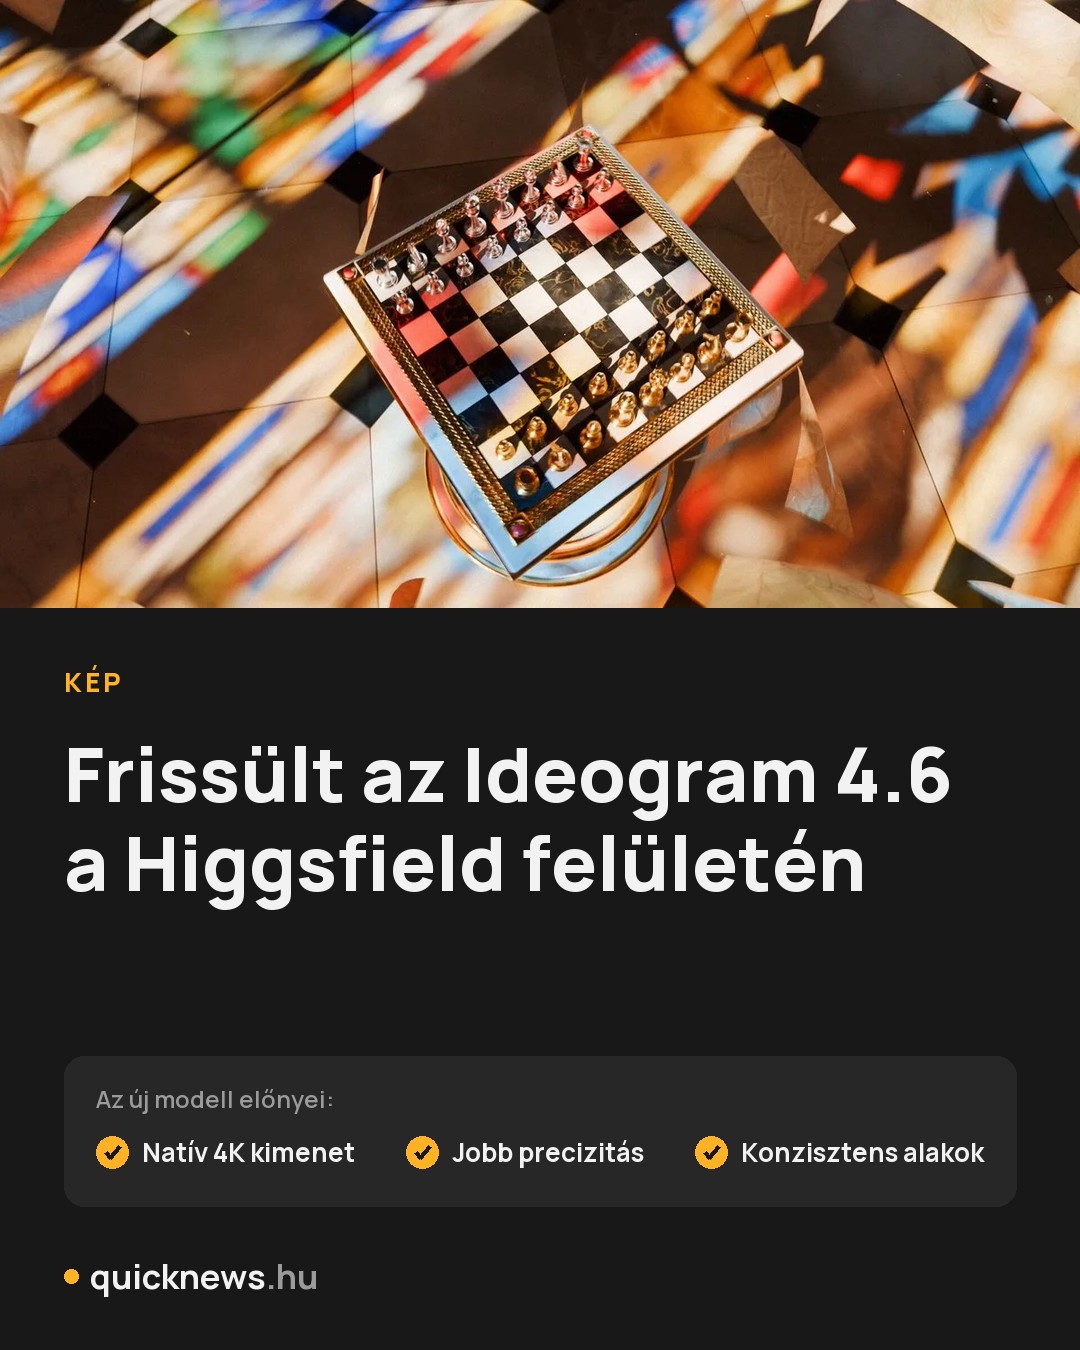 KÉP
Frissült az Ideogram 4.6
a Higgsfield felületén
Az új modell előnyei:
Natív 4K kimenet
Jobb precizitás
Konzisztens alakok
quicknews.hu